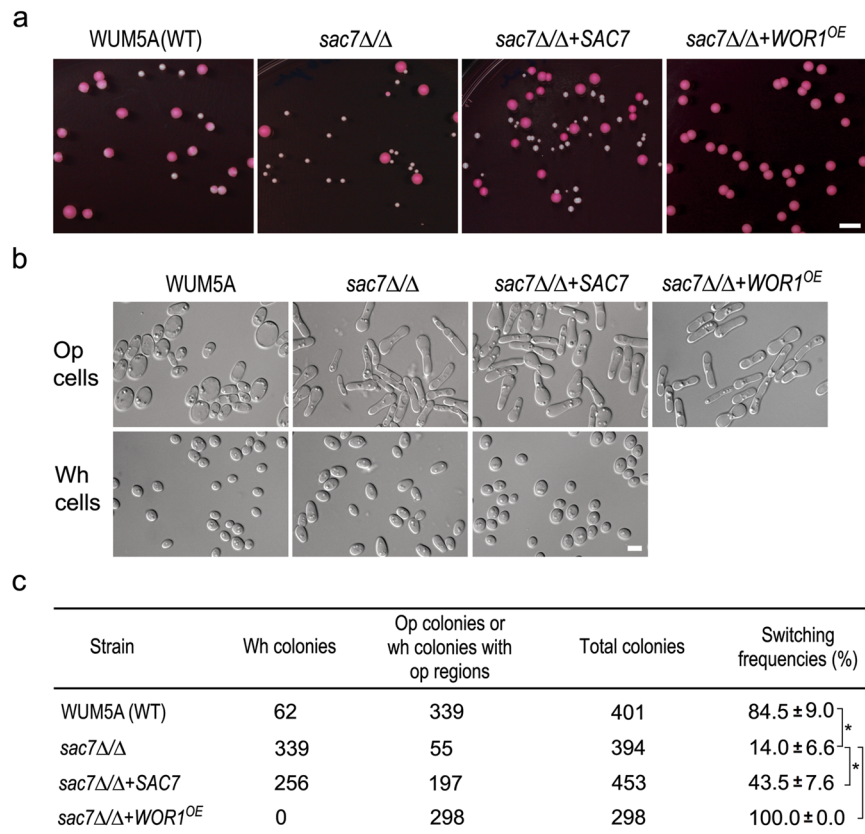 a
WUM5A(WT) sac7Δ/Δ sac7Δ/Δ+SAC7 sac7Δ/Δ+WOR1OE
b
WUM5A sac7Δ/Δ sac7Δ/Δ+SAC7 sac7Δ/Δ+WOR1OE
Op
cells
Wh
cells
c
Strain Wh colonies Op colonies or wh colonies with op regions Total colonies Switching frequencies (%)
WUM5A (WT) 62 339 401 84.5 ± 9.0
sac7Δ/Δ 339 55 394 14.0 ± 6.6
sac7Δ/Δ+SAC7 256 197 453 43.5 ± 7.6
sac7Δ/Δ+WOR1OE 0 298 298 100.0 ± 0.0
*
*